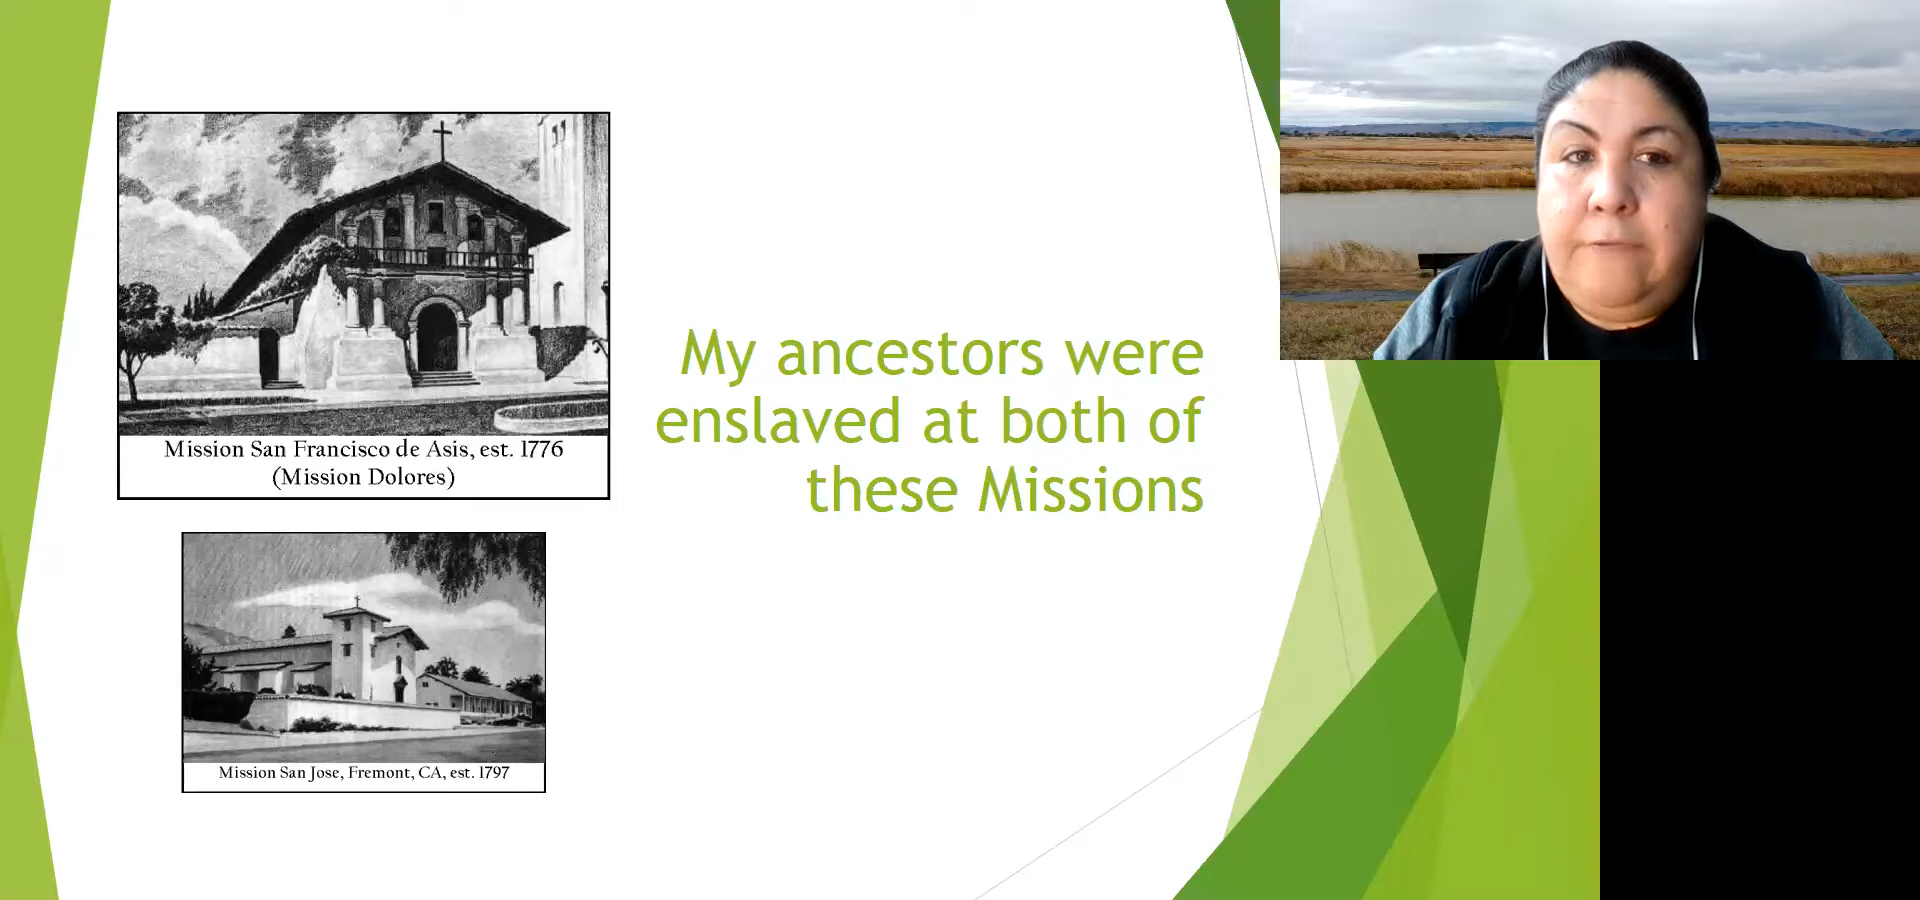 Mission San Francisco de Asis, est. 1776
(Mission Dolores)
My ancestors were
enslaved at both of
these Missions
Mission San Jose, Fremont, CA, est. 1797